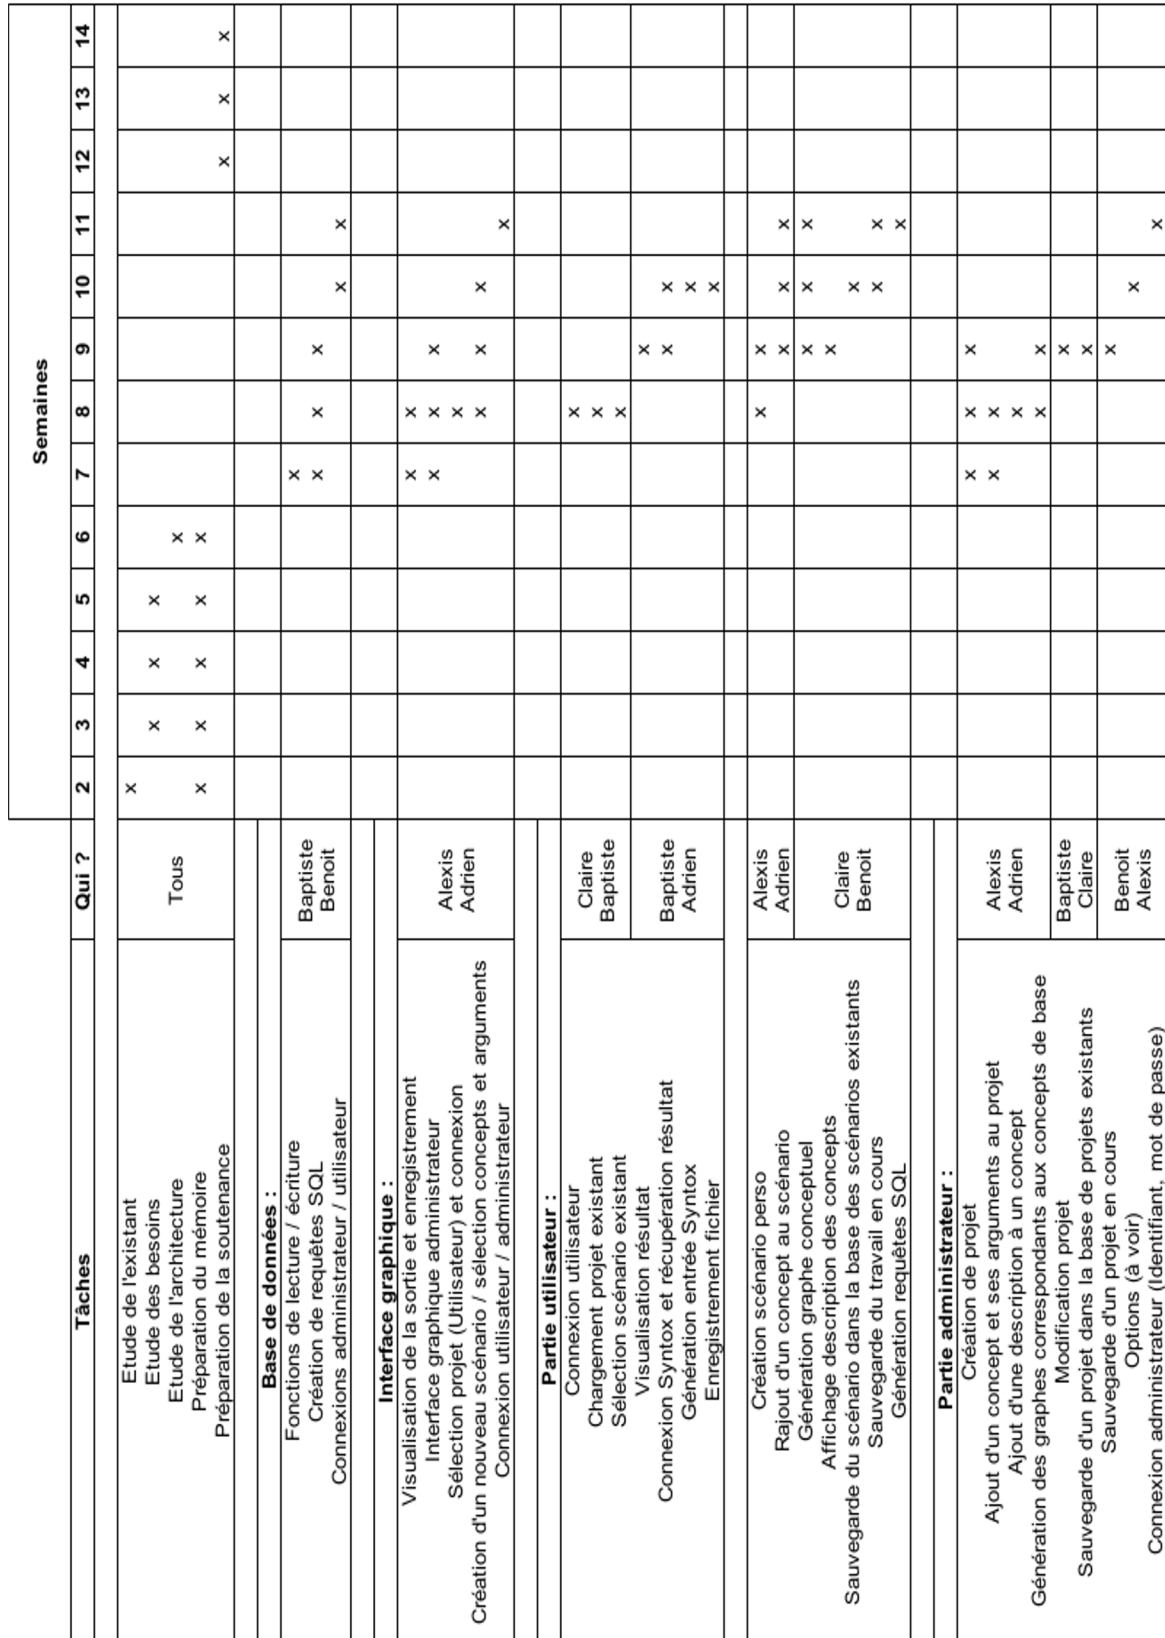 Semaines
Tâches Qui ? 2 3 4 5 6 7 8 9 10 11 12 13 14
Etude de l'existant x
Etude des besoins x x x
Etude de l'architecture Tous x
Préparation du mémoire x x x x x
Préparation de la soutenance x x x
Base de données :
Fonctions de lecture / écriture x
Création de requêtes SQL Baptiste x x x
Connexions administrateur / utilisateur Benoit x x
Interface graphique :
Visualisation de la sortie et enregistrement x x
Interface graphique administrateur Alexis x x x
Sélection projet (Utilisateur) et connexion Adrien x
Création d'un nouveau scénario / sélection concepts et arguments x x x
Connexion utilisateur / administrateur x
Partie utilisateur :
Connexion utilisateur x
Chargement projet existant Claire x
Sélection scénario existant Baptiste x
Visualisation résultat x
Connexion Syntox et récupération résultat Baptiste x x
Génération entrée Syntox Adrien x
Enregistrement fichier x
Création scénario perso Alexis x x
Rajout d'un concept au scénario Adrien x x x
Génération graphe conceptuel x x x
Affichage description des concepts x
Sauvegarde du scénario dans la base des scénarios existants Claire x
Sauvegarde du travail en cours Benoit x x
Génération requêtes SQL x
Partie administrateur :
Création de projet x x x
Ajout d'un concept et ses arguments au projet Alexis x x
Ajout d'une description à un concept Adrien x
Génération des graphes correspondants aux concepts de base x x
Modification projet Baptiste x
Sauvegarde d'un projet dans la base de projets existants Claire x
Sauvegarde d'un projet en cours Benoit x
Options (à voir) Alexis x
Connexion administrateur (Identifiant, mot de passe) x